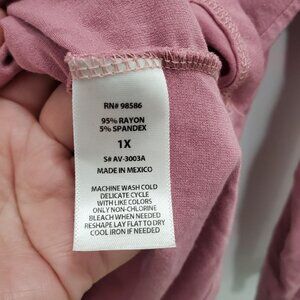 RN# 98586
95% RAYON
5% SPANDEX
1X
S# AV-3003A
MADE IN MEXICO
MACHINE WASH COLD
DELICATE CYCLE
WITH LIKE COLORS
ONLY NON-CHLORINE
BLEACH WHEN NEEDED
RESHAPE LAY FLAT TO DRY
COOL IRON IF NEEDED